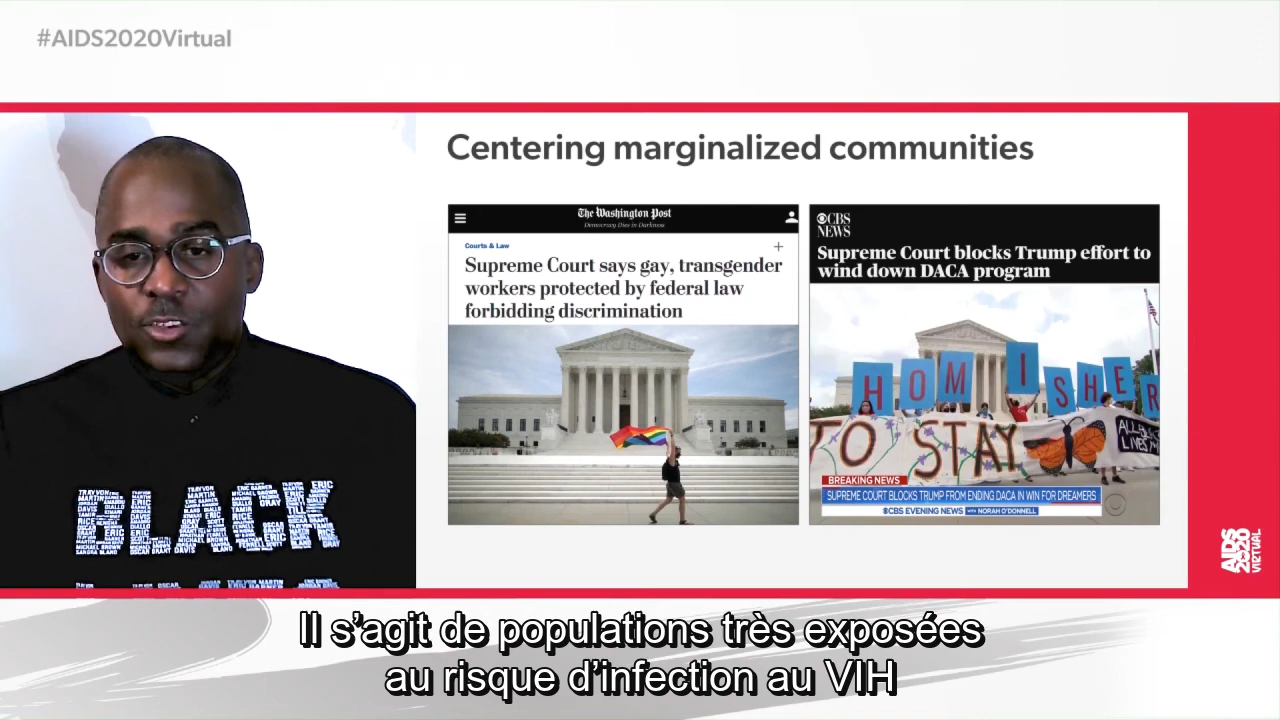 #AIDS2020Virtual
Centering marginalized communities
The Washington Post
Democracy Dies in Darkness
Courts & Law
Supreme Court says gay, transgender
workers protected by federal law
forbidding discrimination
CBS
NEWS
Supreme Court blocks Trump effort to
wind down DACA program
HOM IS HER
TO STAY
BREAKING NEWS
SUPREME COURT BLOCKS TRUMP FROM ENDING DACA IN WIN FOR DREAMERS
CBS EVENING NEWS WITH NORAH O'DONNELL
BLACK
AIDS
2020
VIRTUAL
Il s’agit de populations très exposées
au risque d’infection au VIH